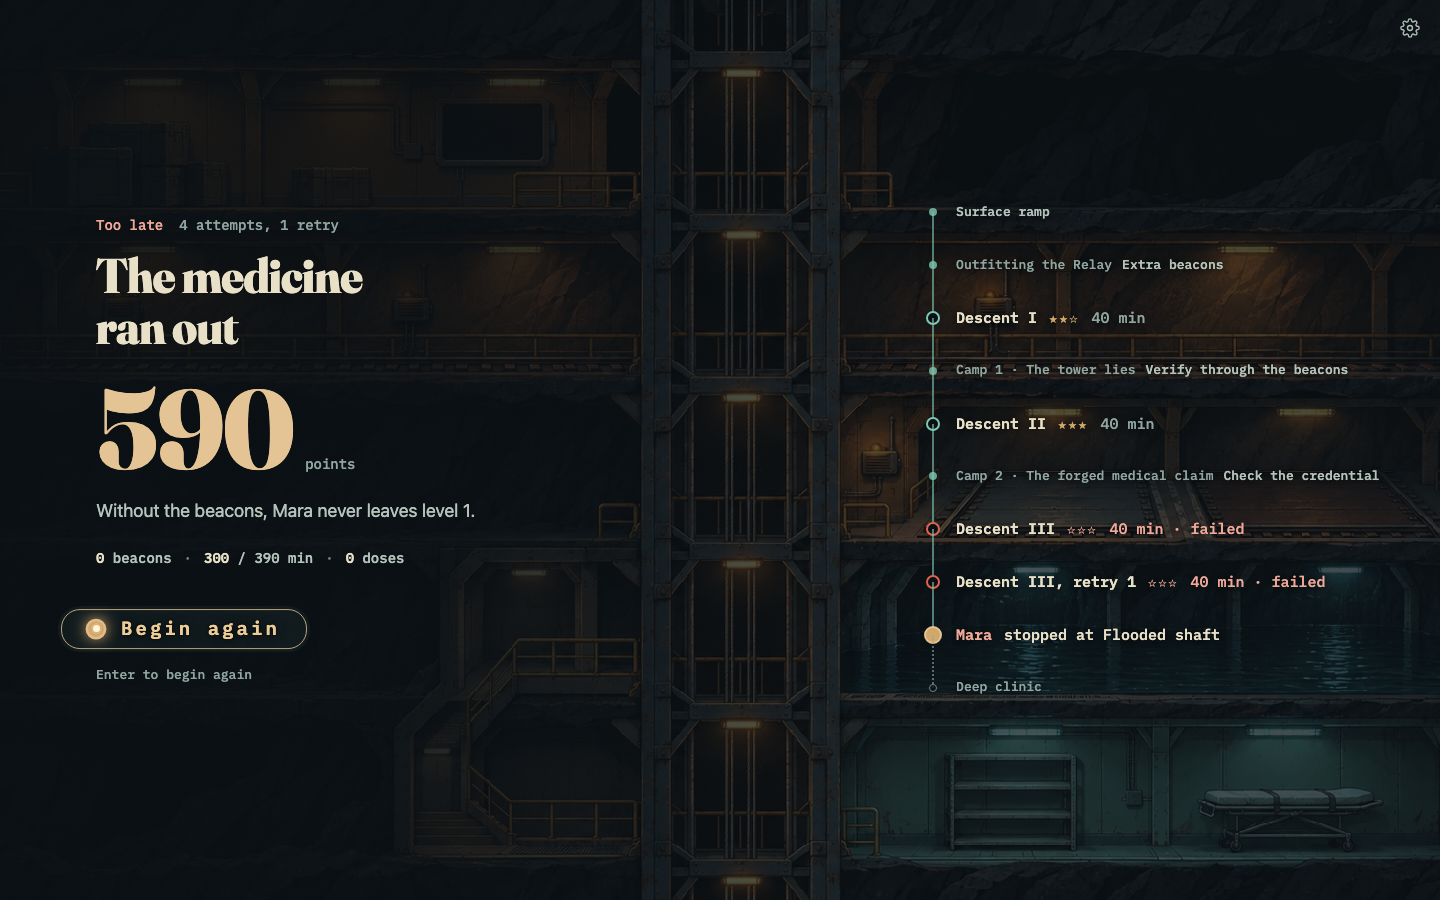 Too late 4 attempts, 1 retry
The medicine
ran out
590 points
Without the beacons, Mara never leaves level 1.
0 beacons · 300 / 390 min · 0 doses
Begin again
Enter to begin again
Surface ramp
Outfitting the Relay Extra beacons
Descent I ★★☆ 40 min
Camp 1 · The tower lies Verify through the beacons
Descent II ★★★ 40 min
Camp 2 · The forged medical claim Check the credential
Descent III ☆☆☆ 40 min · failed
Descent III, retry 1 ☆☆☆ 40 min · failed
Mara stopped at Flooded shaft
Deep clinic